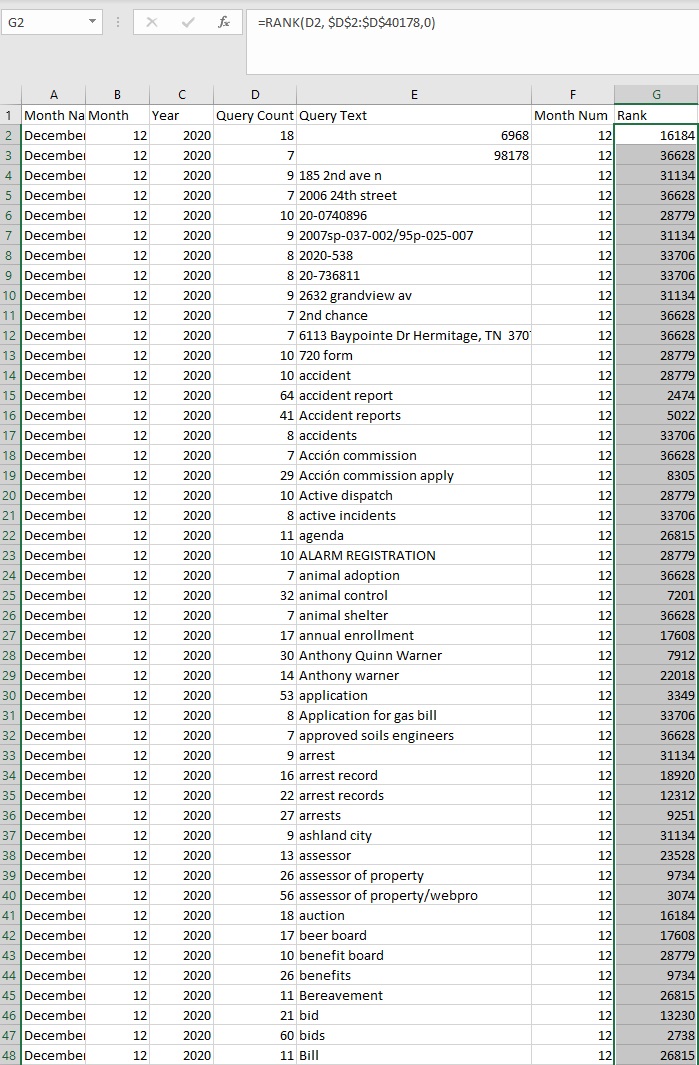 G2 fx =RANK(D2, $D$2:$D$40178,0)
A B C D E F G
1 Month Na Month Year Query Count Query Text Month Num Rank
2 December 12 2020 18 6968 12 16184
3 December 12 2020 7 98178 12 36628
4 December 12 2020 9 185 2nd ave n 12 31134
5 December 12 2020 7 2006 24th street 12 36628
6 December 12 2020 10 20-0740896 12 28779
7 December 12 2020 9 2007sp-037-002/95p-025-007 12 31134
8 December 12 2020 8 2020-538 12 33706
9 December 12 2020 8 20-736811 12 33706
10 December 12 2020 9 2632 grandview av 12 31134
11 December 12 2020 7 2nd chance 12 36628
12 December 12 2020 7 6113 Baypointe Dr Hermitage, TN 370 12 36628
13 December 12 2020 10 720 form 12 28779
14 December 12 2020 10 accident 12 28779
15 December 12 2020 64 accident report 12 2474
16 December 12 2020 41 Accident reports 12 5022
17 December 12 2020 8 accidents 12 33706
18 December 12 2020 7 Acción commission 12 36628
19 December 12 2020 29 Acción commission apply 12 8305
20 December 12 2020 10 Active dispatch 12 28779
21 December 12 2020 8 active incidents 12 33706
22 December 12 2020 11 agenda 12 26815
23 December 12 2020 10 ALARM REGISTRATION 12 28779
24 December 12 2020 7 animal adoption 12 36628
25 December 12 2020 32 animal control 12 7201
26 December 12 2020 7 animal shelter 12 36628
27 December 12 2020 17 annual enrollment 12 17608
28 December 12 2020 30 Anthony Quinn Warner 12 7912
29 December 12 2020 14 Anthony warner 12 22018
30 December 12 2020 53 application 12 3349
31 December 12 2020 8 Application for gas bill 12 33706
32 December 12 2020 7 approved soils engineers 12 36628
33 December 12 2020 9 arrest 12 31134
34 December 12 2020 16 arrest record 12 18920
35 December 12 2020 22 arrest records 12 12312
36 December 12 2020 27 arrests 12 9251
37 December 12 2020 9 ashland city 12 31134
38 December 12 2020 13 assessor 12 23528
39 December 12 2020 26 assessor of property 12 9734
40 December 12 2020 56 assessor of property/webpro 12 3074
41 December 12 2020 18 auction 12 16184
42 December 12 2020 17 beer board 12 17608
43 December 12 2020 10 benefit board 12 28779
44 December 12 2020 26 benefits 12 9734
45 December 12 2020 11 Bereavement 12 26815
46 December 12 2020 21 bid 12 13230
47 December 12 2020 60 bids 12 2738
48 December 12 2020 11 Bill 12 26815